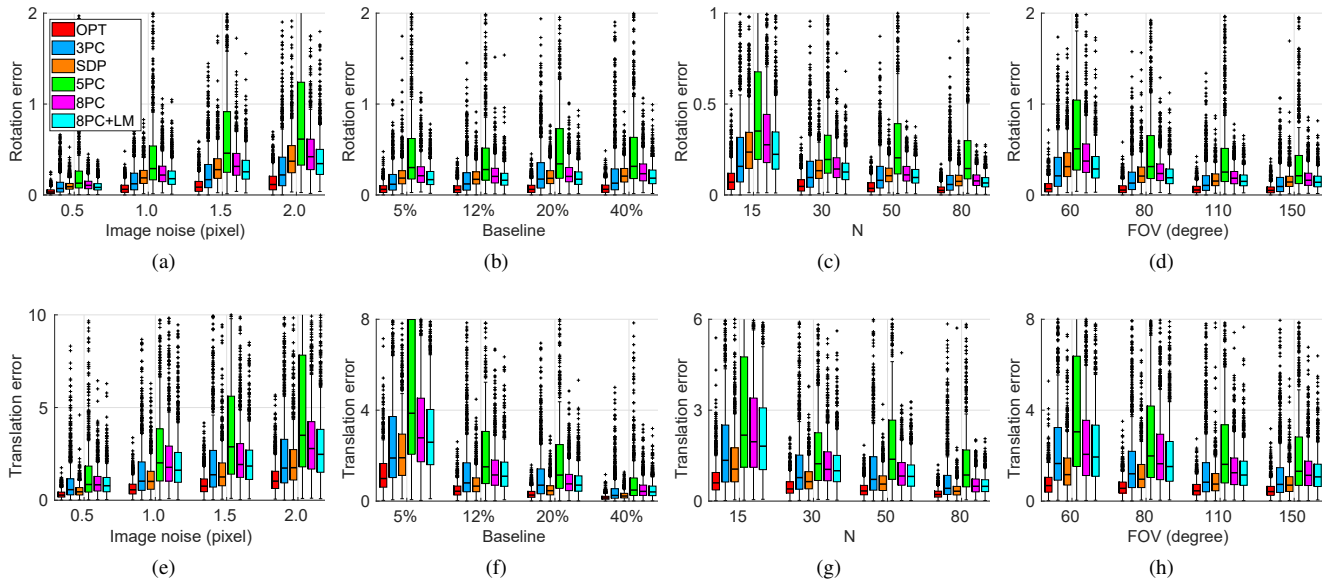 2
1
0
Rotation error
OPT
3PC
SDP
5PC
8PC
8PC+LM
0.5 1.0 1.5 2.0
Image noise (pixel)
(a)
2
1
0
Rotation error
5% 12% 20% 40%
Baseline
(b)
1
0.5
0
Rotation error
15 30 50 80
N
(c)
2
1
0
Rotation error
60 80 110 150
FOV (degree)
(d)
10
5
0
Translation error
0.5 1.0 1.5 2.0
Image noise (pixel)
(e)
8
4
0
Translation error
5% 12% 20% 40%
Baseline
(f)
6
3
0
Translation error
15 30 50 80
N
(g)
8
4
0
Translation error
60 80 110 150
FOV (degree)
(h)